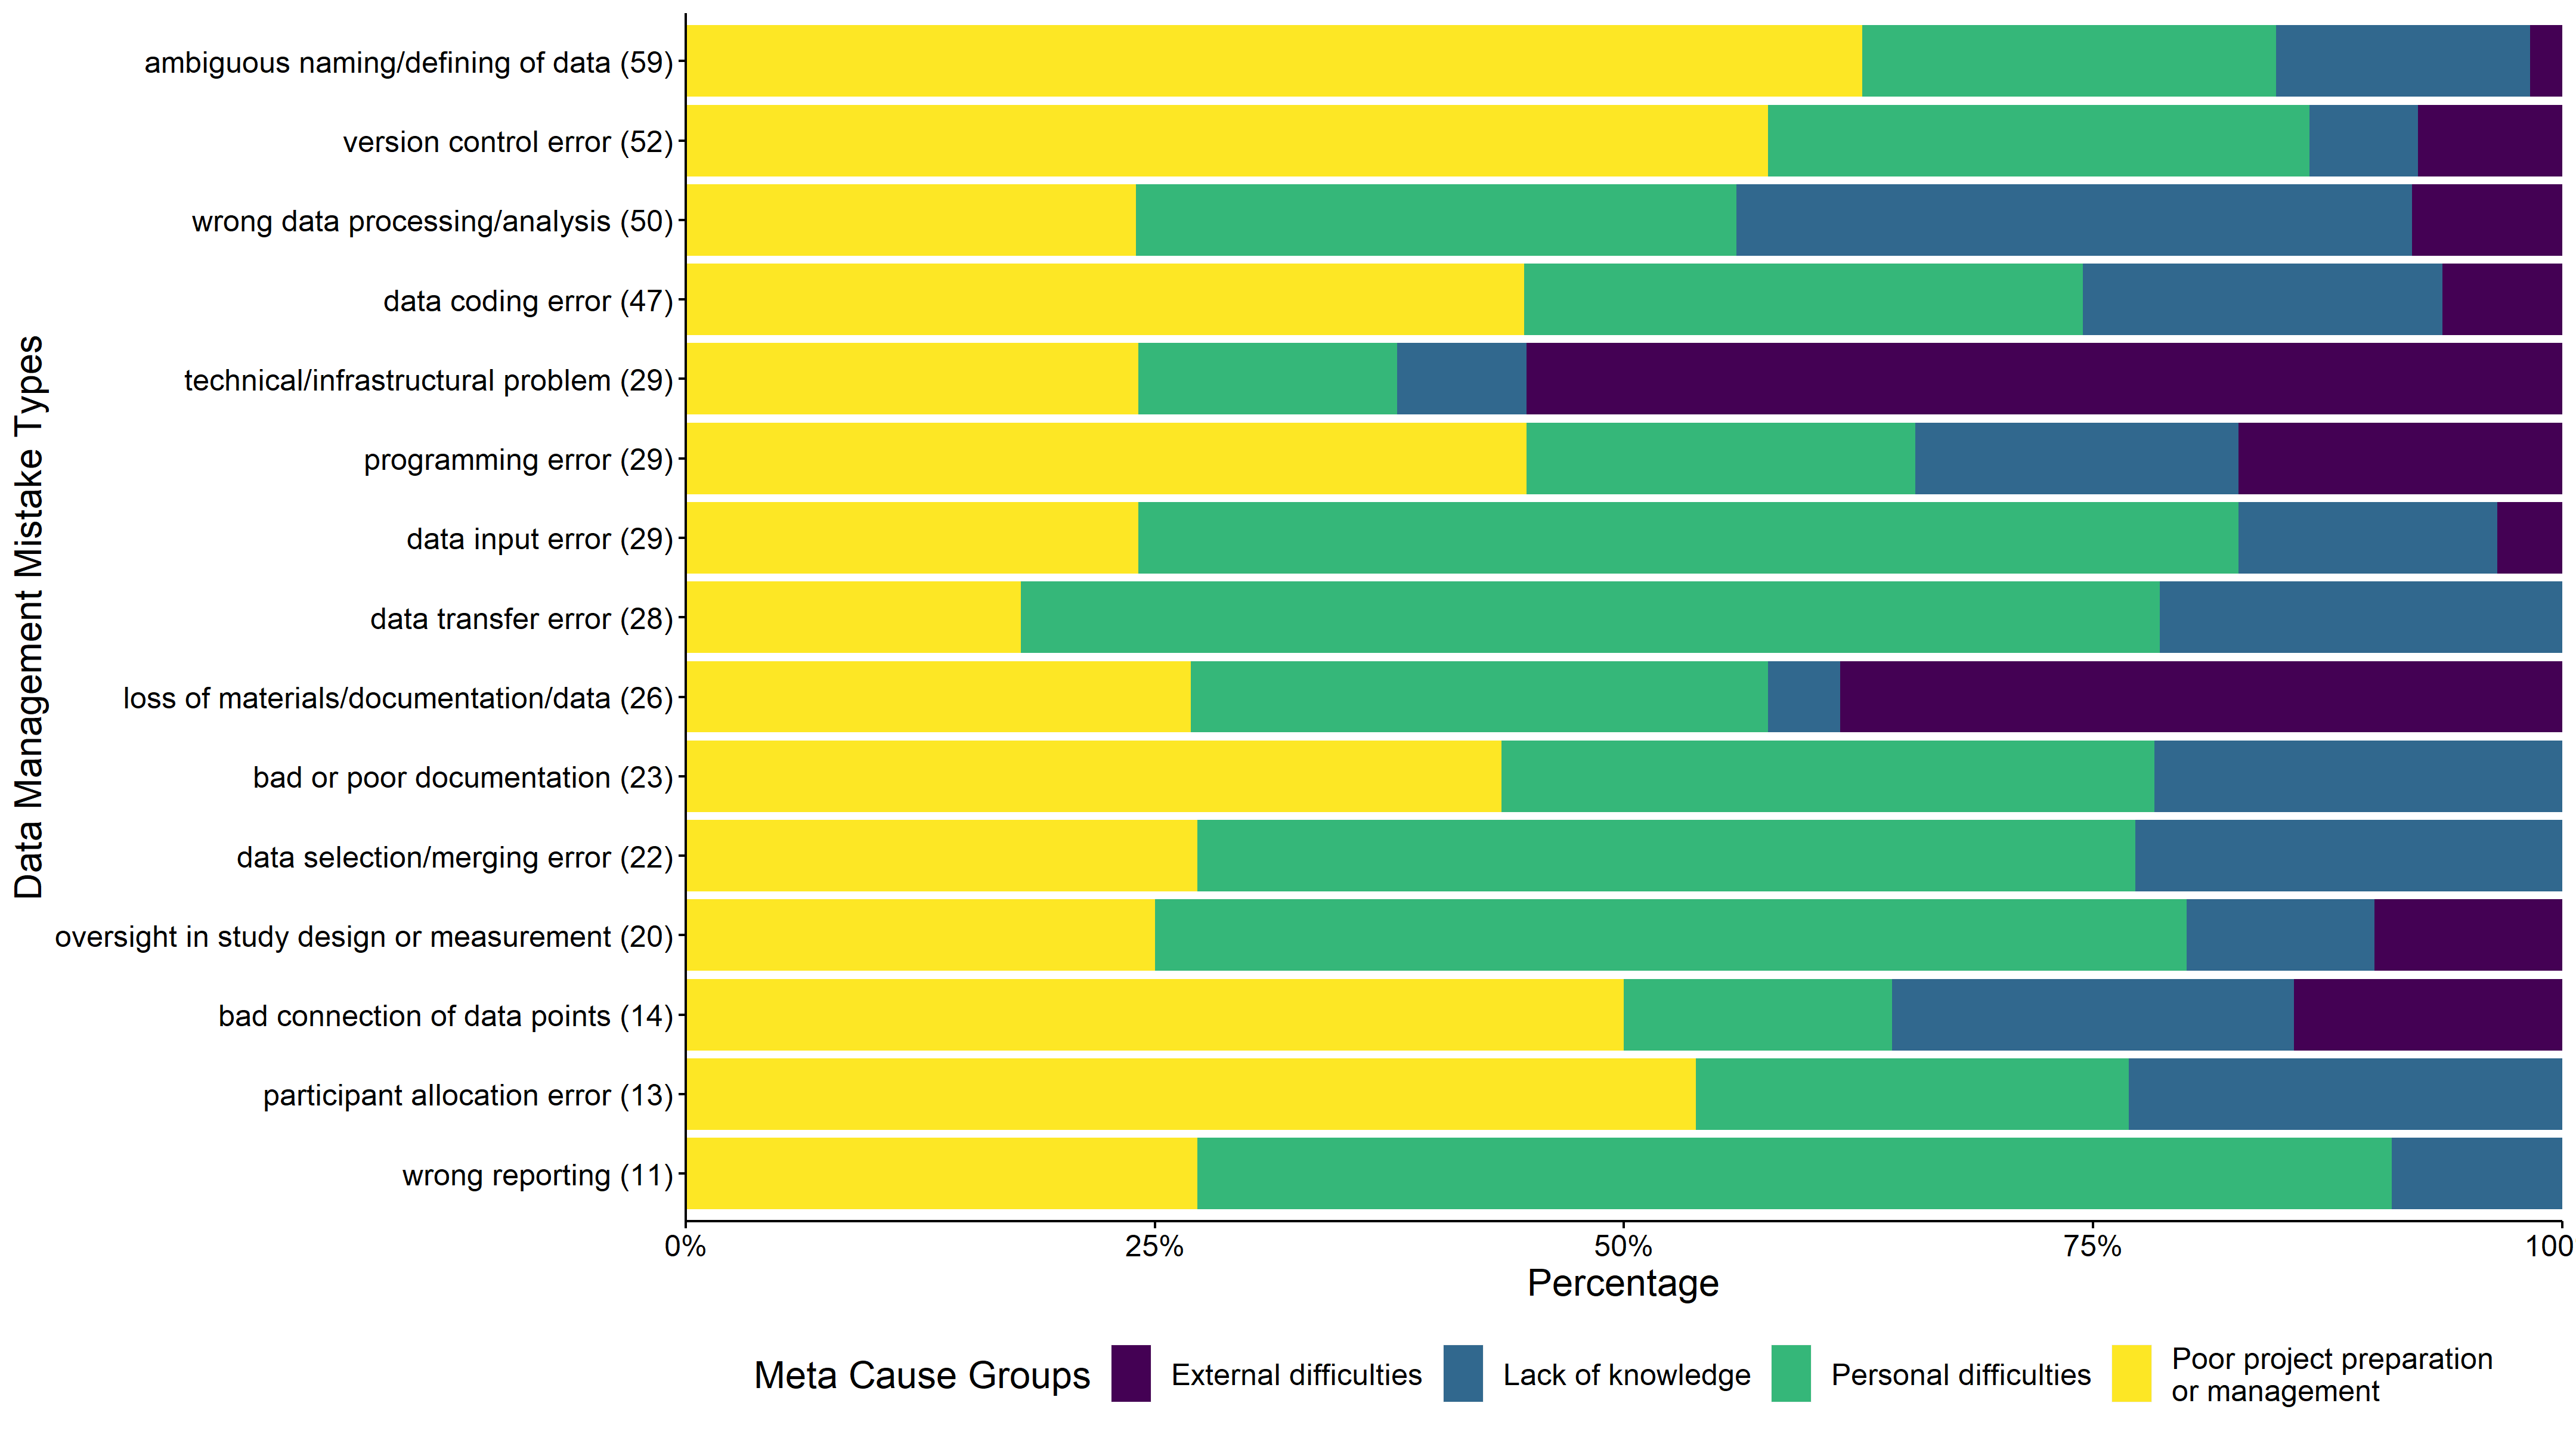 Data Management Mistake Types
ambiguous naming/defining of data (59)
version control error (52)
wrong data processing/analysis (50)
data coding error (47)
technical/infrastructural problem (29)
programming error (29)
data input error (29)
data transfer error (28)
loss of materials/documentation/data (26)
bad or poor documentation (23)
data selection/merging error (22)
oversight in study design or measurement (20)
bad connection of data points (14)
participant allocation error (13)
wrong reporting (11)
0% 25% 50% 75% 100
Percentage
Meta Cause Groups External difficulties Lack of knowledge Personal difficulties Poor project preparation
or management